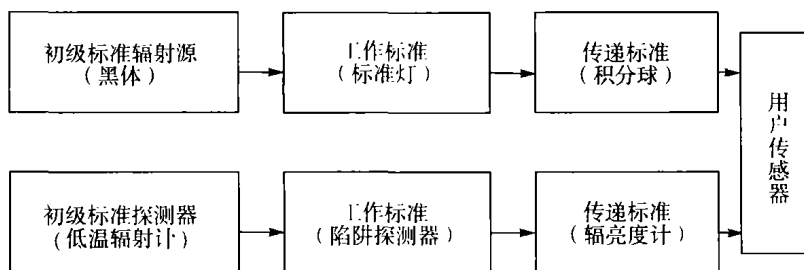 初级标准辐射源
（黑体）
工作标准
（标准灯）
传递标准
（积分球）
用户传感器
初级标准探测器
（低温辐射计）
工作标准
（陷阱探测器）
传递标准
（辐亮度计）